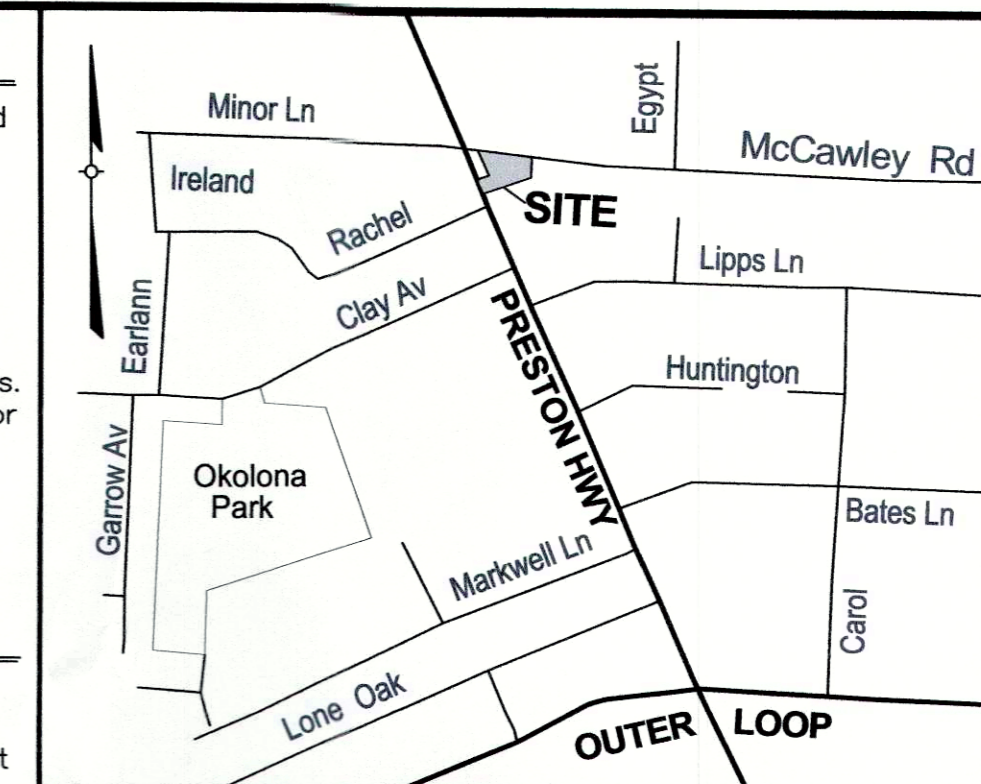 d
Minor Ln
Egypt
McCawley Rd
Ireland
SITE
Rachel
Lipps Ln
Clay Av
Earlann
PRESTON HWY
Huntington
s.
or
Garrow Av
Okolona
Park
Bates Ln
Markwell Ln
Carol
Lone Oak
OUTER LOOP
t